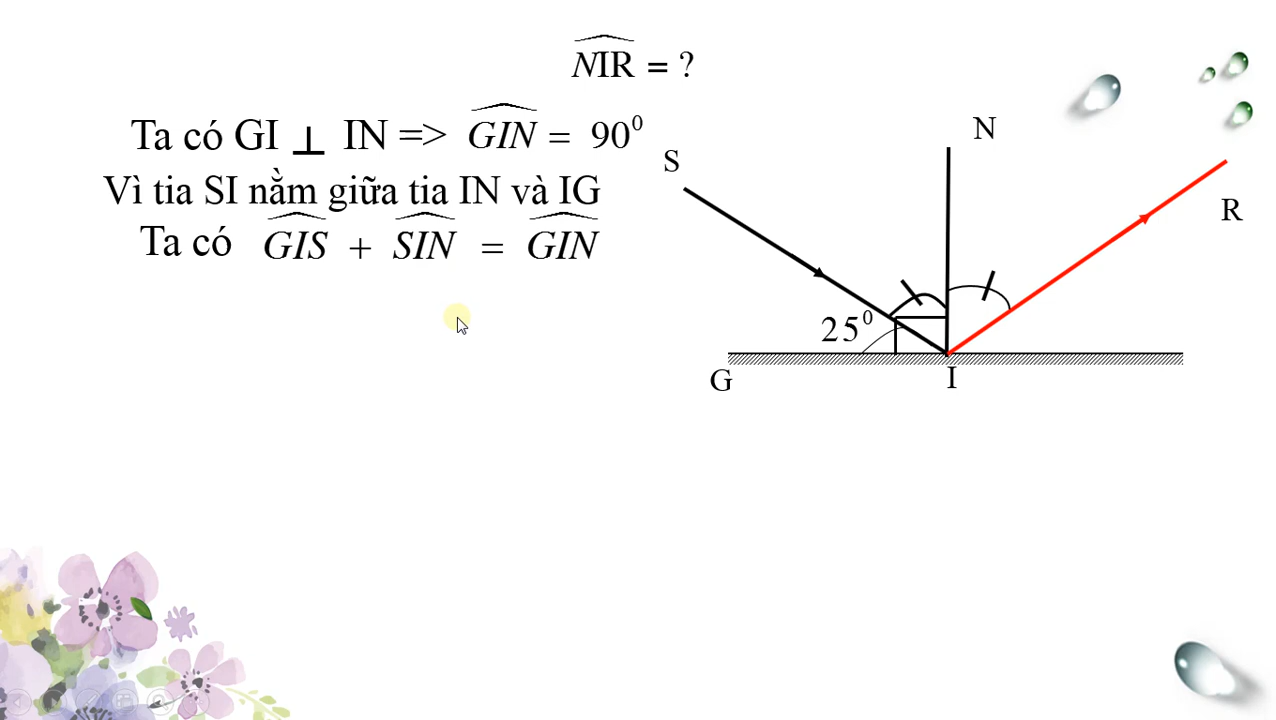 NIR = ?
Ta có GI ⊥ IN => GIN = 90⁰
Vì tia SI nằm giữa tia IN và IG
Ta có GIS + SIN = GIN
S
N
R
25⁰
G
I